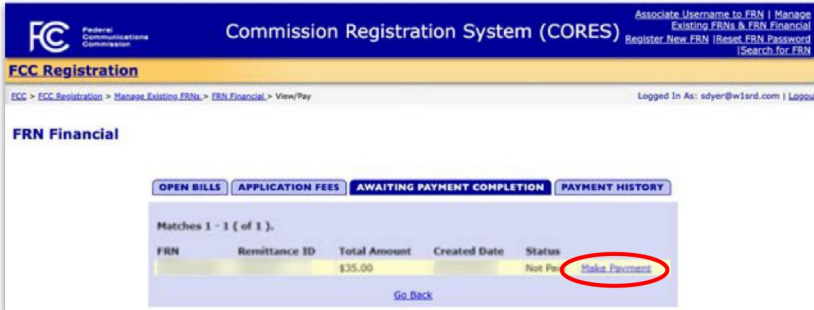 FC Federal Communications Commission
Commission Registration System (CORES)
Associate Username to FRN | Manage
Existing FRNs & FRN Financial
Register New FRN |Reset FRN Password
|Search for FRN
FCC Registration
FCC > FCC Registration > Manage Existing FRNs > FRN Financial > View/Pay
Logged In As: sdyer@w1srd.com | Logou
FRN Financial
OPEN BILLS APPLICATION FEES AWAITING PAYMENT COMPLETION PAYMENT HISTORY
Matches 1 - 1 ( of 1 ).
FRN Remittance ID Total Amount Created Date Status
$35.00 Not Make Payment
Go Back